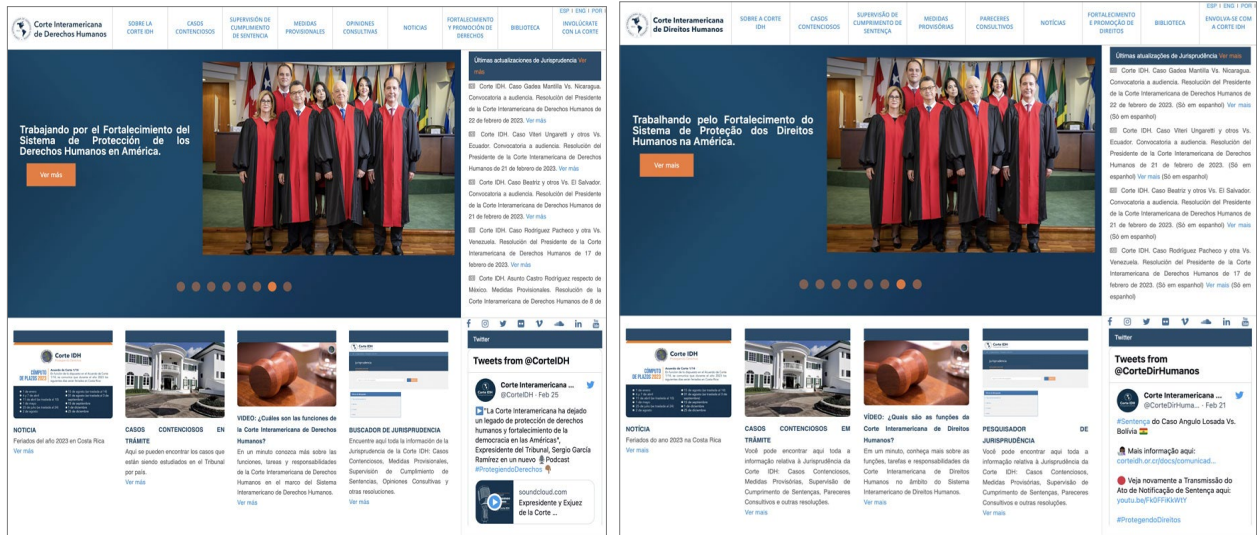 ESP | ENG | POR
Corte Interamericana
de Derechos Humanos
SOBRE LA
CORTE IDH
CASOS
CONTENCIOSOS
SUPERVISIÓN DE
CUMPLIMIENTO
DE SENTENCIA
MEDIDAS
PROVISIONALES
OPINIONES
CONSULTIVAS
NOTICIAS
FORTALECIMIENTO
Y PROMOCIÓN DE
DERECHOS
BIBLIOTECA
INVOLÚCRATE
CON LA CORTE
Trabajando por el Fortalecimiento del
Sistema de Protección de los
Derechos Humanos en América.
Ver más
Últimas actualizaciones de Jurisprudencia Ver
más
Corte IDH. Caso Gadea Mantilla Vs. Nicaragua.
Convocatoria a audiencia. Resolución del Presidente
de la Corte Interamericana de Derechos Humanos de
22 de febrero de 2023. Ver más
Corte IDH. Caso Viteri Ungaretti y otros Vs.
Ecuador. Convocatoria a audiencia. Resolución del
Presidente de la Corte Interamericana de Derechos
Humanos de 21 de febrero de 2023. Ver más
Corte IDH. Caso Beatriz y otros Vs. El Salvador.
Convocatoria a audiencia. Resolución del Presidente
de la Corte Interamericana de Derechos Humanos de
21 de febrero de 2023. Ver más
Corte IDH. Caso Rodríguez Pacheco y otra Vs.
Venezuela. Resolución del Presidente de la Corte
Interamericana de Derechos Humanos de 17 de
febrero de 2023. Ver más
Corte IDH. Asunto Castro Rodríguez respecto de
México. Medidas Provisionales. Resolución de la
Corte Interamericana de Derechos Humanos de 8 de
Corte IDH
CÓMPUTO
DE PLAZOS 2023
NOTICIA
Feriados del año 2023 en Costa Rica
Ver más
CASOS CONTENCIOSOS EN
TRÁMITE
Aquí se pueden encontrar los casos que
están siendo estudiados en el Tribunal
por país.
Ver más
VIDEO: ¿Cuáles son las funciones de
la Corte Interamericana de Derechos
Humanos?
En un minuto conozca más sobre las
funciones, tareas y responsabilidades
de la Corte Interamericana de Derechos
Humanos en el marco del Sistema
Interamericano de Derechos Humanos.
Ver más
BUSCADOR DE JURISPRUDENCIA
Encuentre aquí toda la información de la
Jurisprudencia de la Corte IDH: Casos
Contenciosos, Medidas Provisionales,
Supervisión de Cumplimiento de
Sentencias, Opiniones Consultivas y
otras resoluciones.
Ver más
Twitter
Tweets from @CorteIDH
Corte Interamericana ...
@CorteIDH · Feb 25
"La Corte Interamericana ha dejado
un legado de protección de derechos
humanos y fortalecimiento de la
democracia en las Américas",
Expresidente del Tribunal, Sergio García
Ramírez en un nuevo Podcast
#ProtegiendoDerechos
soundcloud.com
Expresidente y Exjuez
de la Corte ...
ESP | ENG | POR
Corte Interamericana
de Direitos Humanos
SOBRE A CORTE
IDH
CASOS
CONTENCIOSOS
SUPERVISÃO DE
CUMPRIMENTO DE
SENTENÇA
MEDIDAS
PROVISÓRIAS
PARECERES
CONSULTIVOS
NOTÍCIAS
FORTALECIMENTO
E PROMOÇÃO DE
DIREITOS
BIBLIOTECA
ENVOLVA-SE COM
A CORTE IDH
Trabalhando pelo Fortalecimento do
Sistema de Proteção dos Direitos
Humanos na América.
Ver mais
Últimas atualizações de Jurisprudência Ver mais
Corte IDH. Caso Gadea Mantilla Vs. Nicaragua.
Convocatoria a audiencia. Resolución del Presidente
de la Corte Interamericana de Derechos Humanos de
22 de febrero de 2023. (Só em espanhol) Ver mais
(Só em espanhol)
Corte IDH. Caso Viteri Ungaretti y otros Vs.
Ecuador. Convocatoria a audiencia. Resolución del
Presidente de la Corte Interamericana de Derechos
Humanos de 21 de febrero de 2023. (Só em
espanhol) Ver mais (Só em espanhol)
Corte IDH. Caso Beatriz y otros Vs. El Salvador.
Convocatoria a audiencia. Resolución del Presidente
de la Corte Interamericana de Derechos Humanos de
21 de febrero de 2023. (Só em espanhol) Ver mais
(Só em espanhol)
Corte IDH. Caso Rodríguez Pacheco y otra Vs.
Venezuela. Resolución del Presidente de la Corte
Interamericana de Derechos Humanos de 17 de
febrero de 2023. (Só em espanhol) Ver mais (Só em
espanhol)
Corte IDH
CÓMPUTO
DE PLAZOS 2023
NOTÍCIA
Feriados do ano 2023 na Costa Rica
Ver mais
CASOS CONTENCIOSOS EM
TRÂMITE
Você pode encontrar aqui toda a
informação relativa à Jurisprudência da
Corte IDH: Casos Contenciosos,
Medidas Provisórias, Supervisão de
Cumprimento de Sentenças, Pareceres
Consultivos e outras resoluções.
Ver mais
VÍDEO: ¿Quais são as funções da
Corte Interamericana de Direitos
Humanos?
Em um minuto, conheça mais sobre as
funções, tarefas e responsabilidades da
Corte Interamericana de Direitos
Humanos no âmbito do Sistema
Interamericano de Direitos Humanos.
Ver mais
PESQUISADOR DE
JURISPRUDÊNCIA
Você pode encontrar aqui toda a
informação relativa à Jurisprudência da
Corte IDH: Casos Contenciosos,
Medidas Provisórias, Supervisão de
Cumprimento de Sentenças, Pareceres
Consultivos e outras resoluções.
Ver mais
Twitter
Tweets from
@CorteDirHumanos
Corte Interamericana ...
@CorteDirHuma... · Feb 21
#Sentença do Caso Angulo Losada Vs.
Bolívia
Mais informação aqui:
corteidh.or.cr/docs/comunicad...
Veja novamente a Transmissão do
Ato de Notificação de Sentença aqui:
youtu.be/Fk0FFiKkWtY
#ProtegendoDireitos